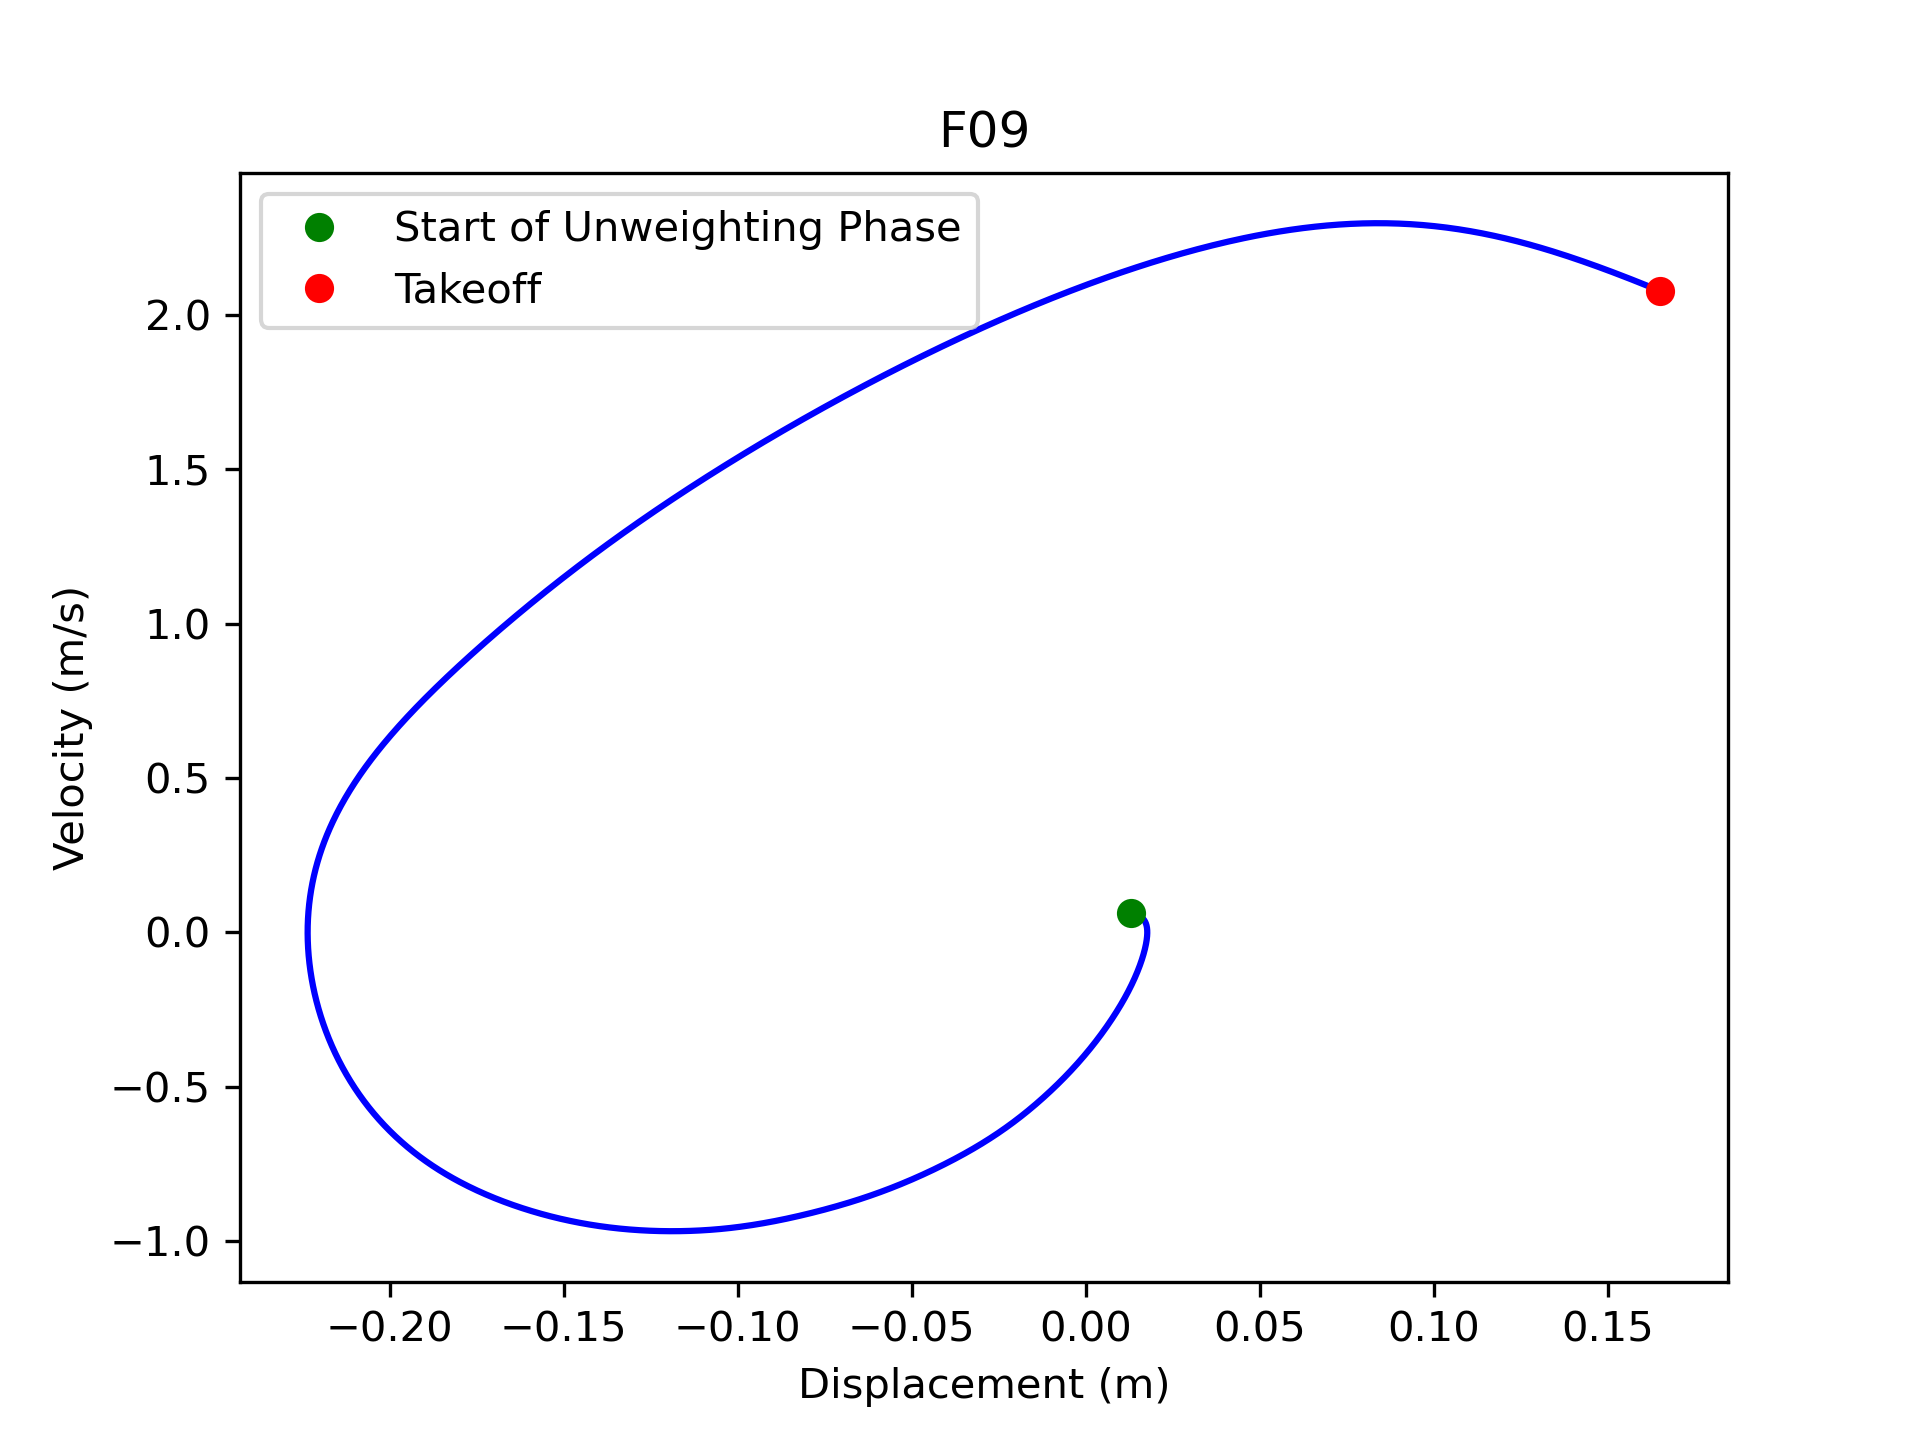 F09
Start of Unweighting Phase
Takeoff
2.0
1.5
1.0
0.5
0.0
−0.5
−1.0
Velocity (m/s)
−0.20 −0.15 −0.10 −0.05 0.00 0.05 0.10 0.15
Displacement (m)